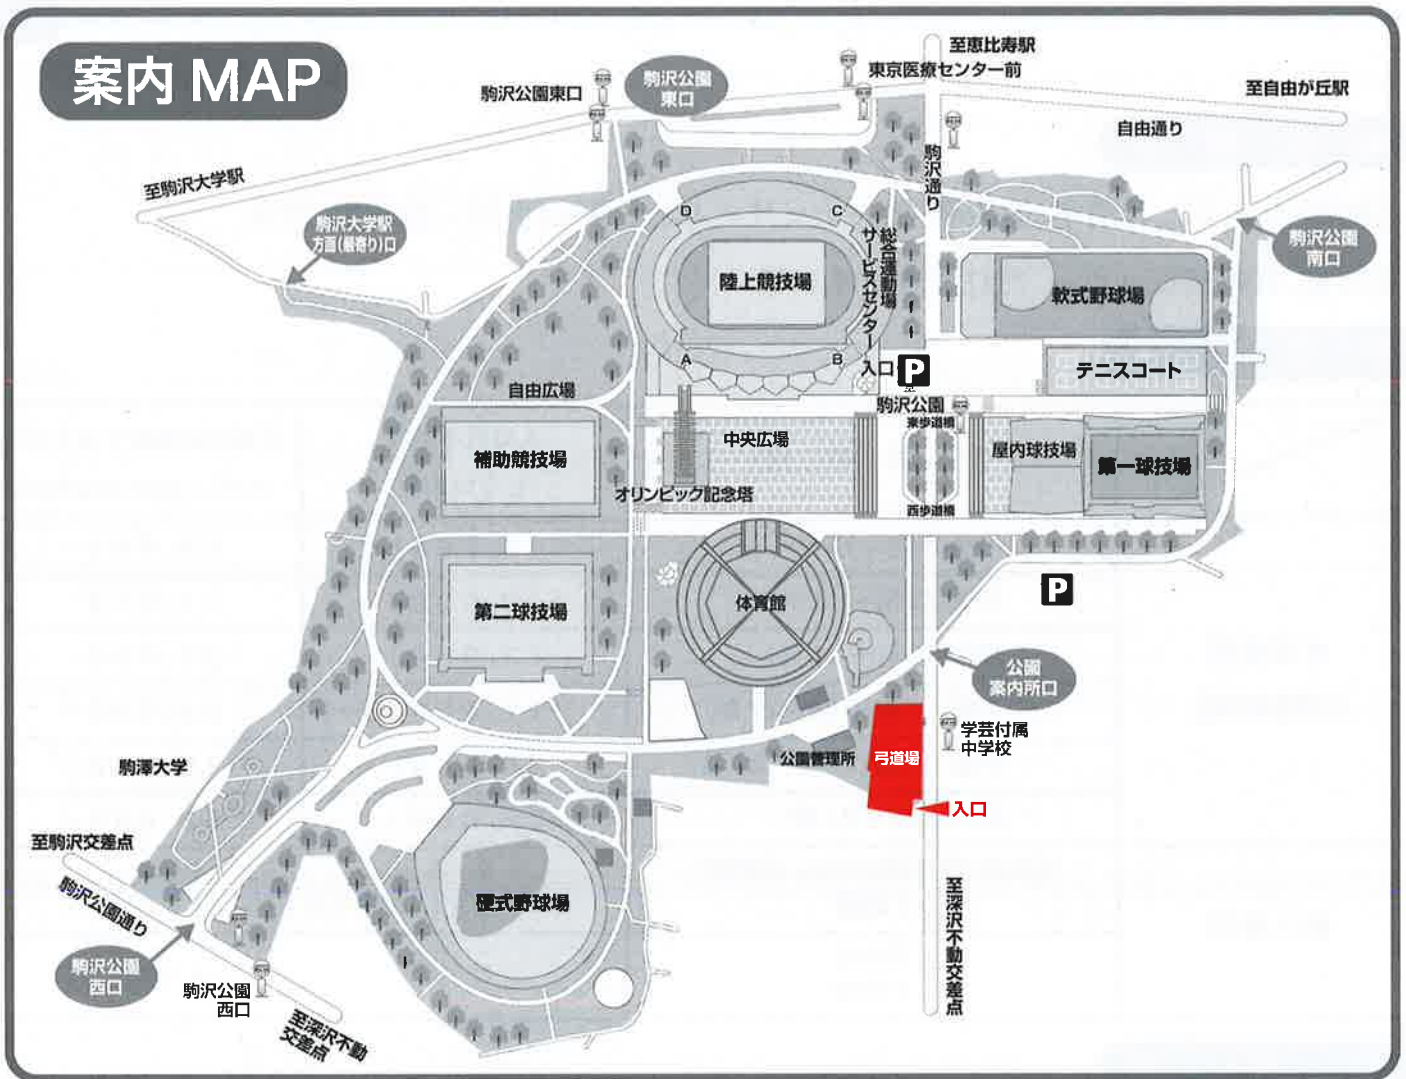 案内 MAP
至恵比寿駅
東京医療センター前
駒沢公園東口
駒沢公園
東口
至自由が丘駅
自由通り
至駒沢大学駅
駒沢通り
駒沢大学駅
方面(最寄り)口
駒沢公園
南口
D
C
陸上競技場
総合運動場
サービスセンター
入口
A
B
P
軟式野球場
テニスコート
自由広場
駒沢公園
東歩道橋
中央広場
補助競技場
屋内球技場
第一球技場
オリンピック記念塔
西歩道橋
P
第二球技場
体育館
公園
案内所口
学芸付属
中学校
公園管理所
弓道場
入口
駒澤大学
至駒沢交差点
駒沢公園通り
硬式野球場
至深沢不動交差点
駒沢公園
西口
駒沢公園
西口
至深沢不動
交差点